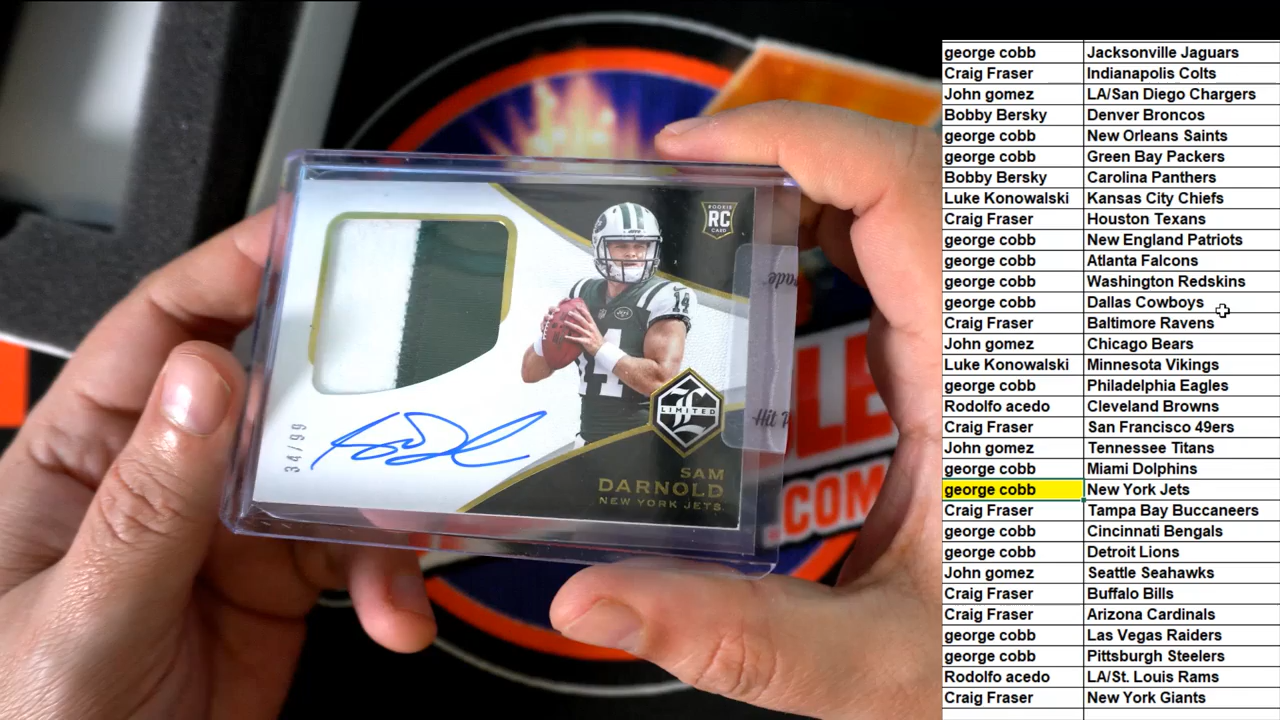 ROOKIE
RC
CARD
14
14
LIMITED
34/99
SAM
DARNOLD
NEW YORK JETS
.COM
george cobb Jacksonville Jaguars
Craig Fraser Indianapolis Colts
John gomez LA/San Diego Chargers
Bobby Bersky Denver Broncos
george cobb New Orleans Saints
george cobb Green Bay Packers
Bobby Bersky Carolina Panthers
Luke Konowalski Kansas City Chiefs
Craig Fraser Houston Texans
george cobb New England Patriots
george cobb Atlanta Falcons
george cobb Washington Redskins
george cobb Dallas Cowboys
Craig Fraser Baltimore Ravens
John gomez Chicago Bears
Luke Konowalski Minnesota Vikings
george cobb Philadelphia Eagles
Rodolfo acedo Cleveland Browns
Craig Fraser San Francisco 49ers
John gomez Tennessee Titans
george cobb Miami Dolphins
george cobb New York Jets
Craig Fraser Tampa Bay Buccaneers
george cobb Cincinnati Bengals
george cobb Detroit Lions
John gomez Seattle Seahawks
Craig Fraser Buffalo Bills
Craig Fraser Arizona Cardinals
george cobb Las Vegas Raiders
george cobb Pittsburgh Steelers
Rodolfo acedo LA/St. Louis Rams
Craig Fraser New York Giants